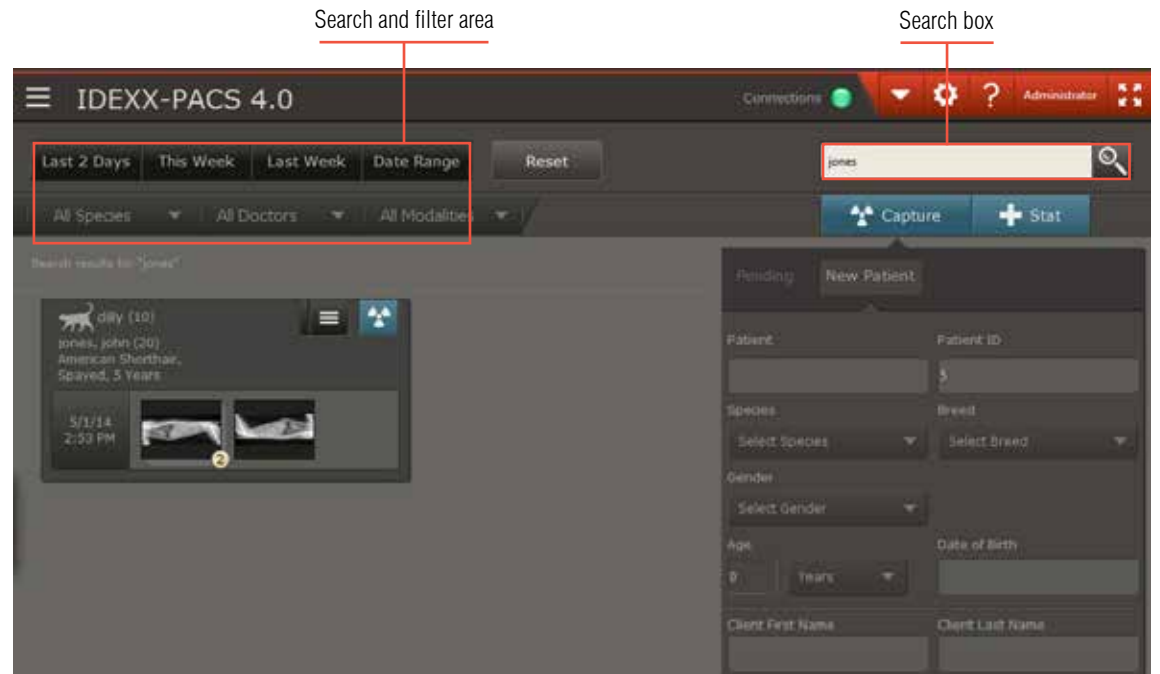 Search and filter area
Search box
IDEXX-PACS 4.0
Connections
?
Administrator
Last 2 Days
This Week
Last Week
Date Range
Reset
jones
All Species
All Doctors
All Modalities
Capture
Stat
Search results for "jones"
Pending
New Patient
dilly (10)
jones, john (20)
American Shorthair,
Spayed, 5 Years
5/1/14
2:53 PM
2
Patient
Patient ID
5
Species
Breed
Select Species
Select Breed
Gender
Select Gender
Age
Date of Birth
0
Years
Client First Name
Client Last Name